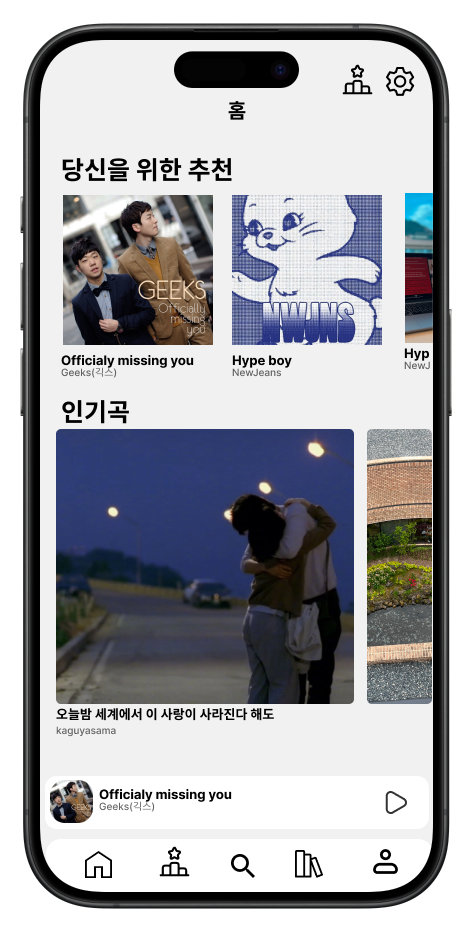 홈
당신을 위한 추천
GEEKS
Officially
missing
you
NWJNS
Officialy missing you
Geeks(긱스)
Hype boy
NewJeans
Hyp
NewJ
인기곡
오늘밤 세계에서 이 사랑이 사라진다 해도
kaguyasama
Officialy missing you
Geeks(긱스)